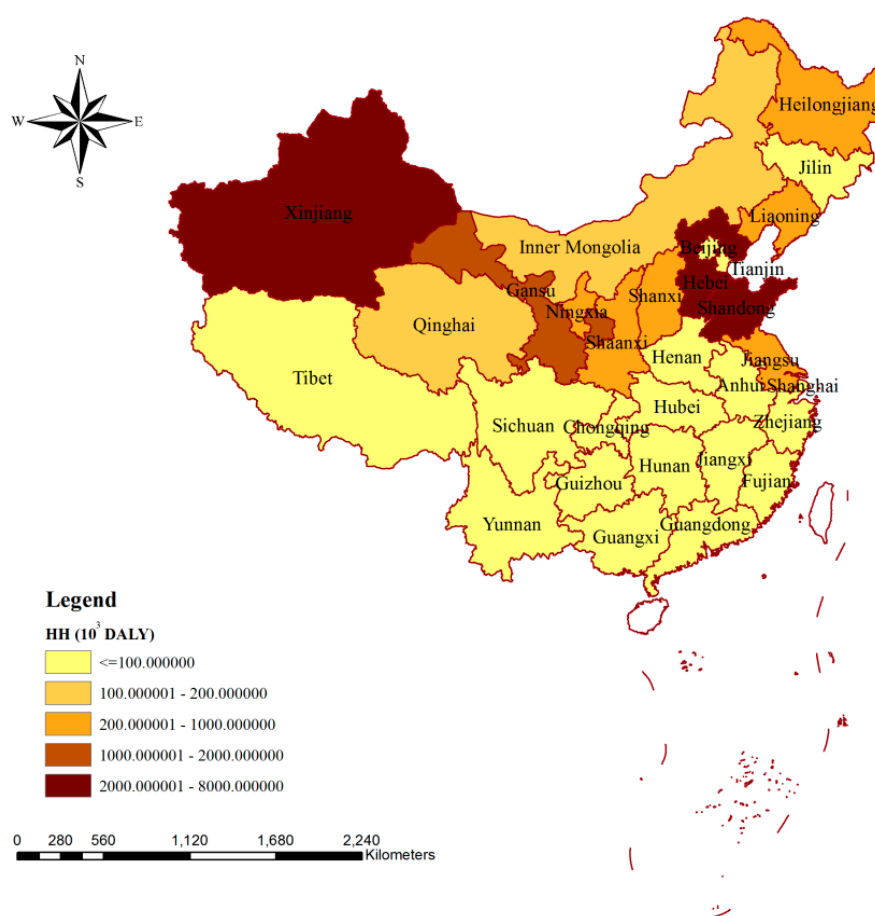 N
W E
S
Heilongjiang
Jilin
Liaoning
Xinjiang
Inner Mongolia
Beijing
Tianjin
Hebei
Gansu
Shanxi
Ningxia
Shandong
Qinghai
Shaanxi
Henan
Jiangsu
Tibet
Anhui
Shanghai
Hubei
Zhejiang
Sichuan
Chongqing
Hunan
Jiangxi
Guizhou
Fujian
Yunnan
Guangxi
Guangdong
Legend
HH (10³ DALY)
<=100.000000
100.000001 - 200.000000
200.000001 - 1000.000000
1000.000001 - 2000.000000
2000.000001 - 8000.000000
0 280 560 1,120 1,680 2,240
Kilometers